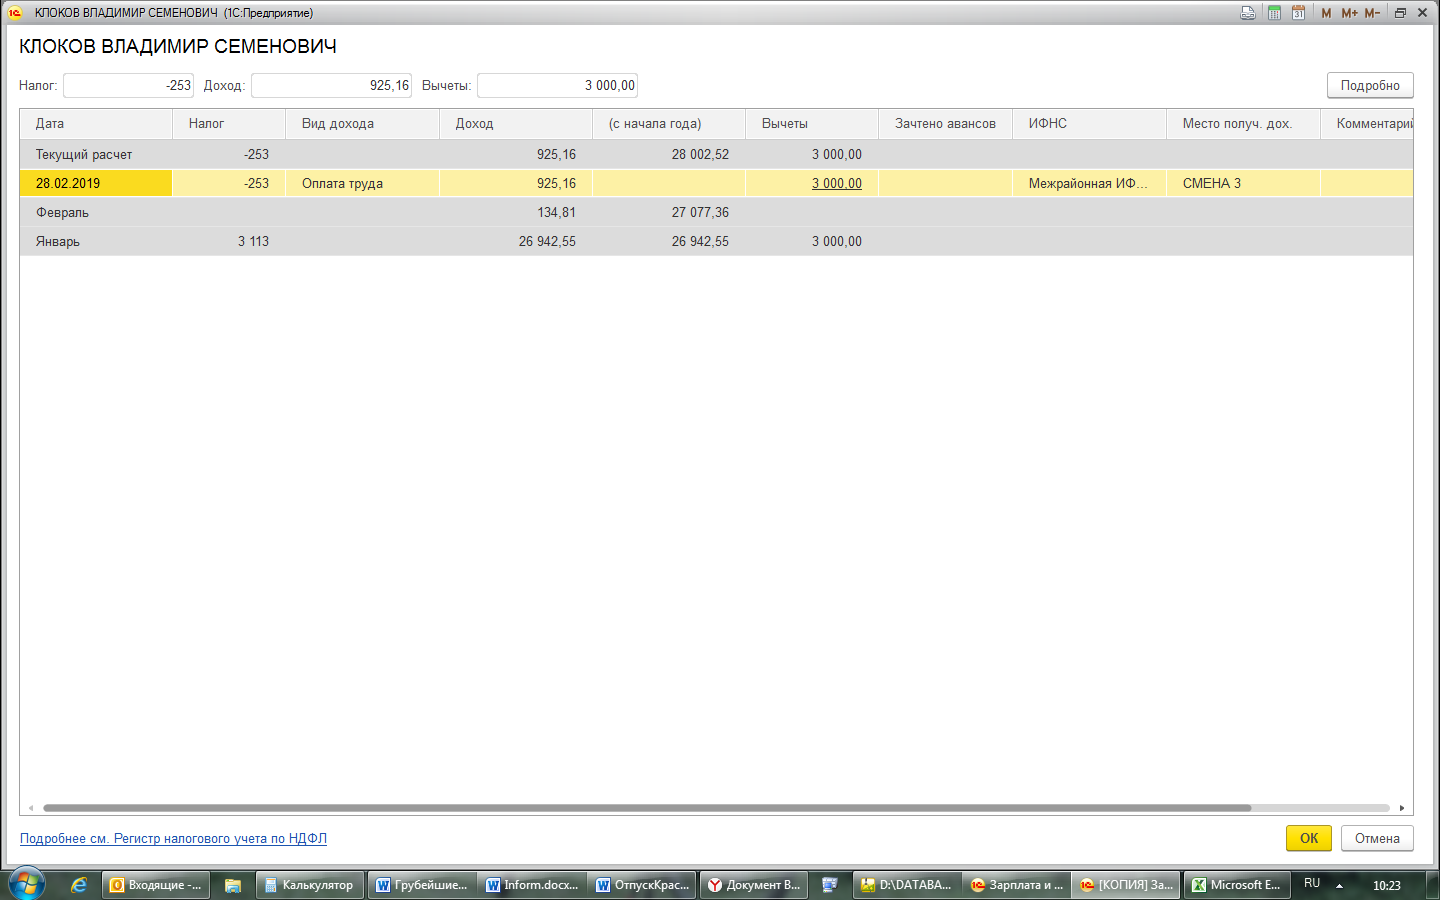 КЛОКОВ ВЛАДИМИР СЕМЕНОВИЧ (1С:Предприятие)
31 M M+ M-
КЛОКОВ ВЛАДИМИР СЕМЕНОВИЧ
Налог: -253 Доход: 925,16 Вычеты: 3 000,00 Подробно
Дата Налог Вид дохода Доход (с начала года) Вычеты Зачтено авансов ИФНС Место получ. дох. Комментарий
Текущий расчет -253 925,16 28 002,52 3 000,00
28.02.2019 -253 Оплата труда 925,16 3 000,00 Межрайонная ИФ... СМЕНА 3
Февраль 134,81 27 077,36
Январь 3 113 26 942,55 26 942,55 3 000,00
Подробнее см. Регистр налогового учета по НДФЛ ОК Отмена
Входящие -... Калькулятор Грубейшие... Inform.docx... ОтпускКрас... Документ В... D:\DATABA... Зарплата и ... [КОПИЯ] За... Microsoft E... RU 10:23